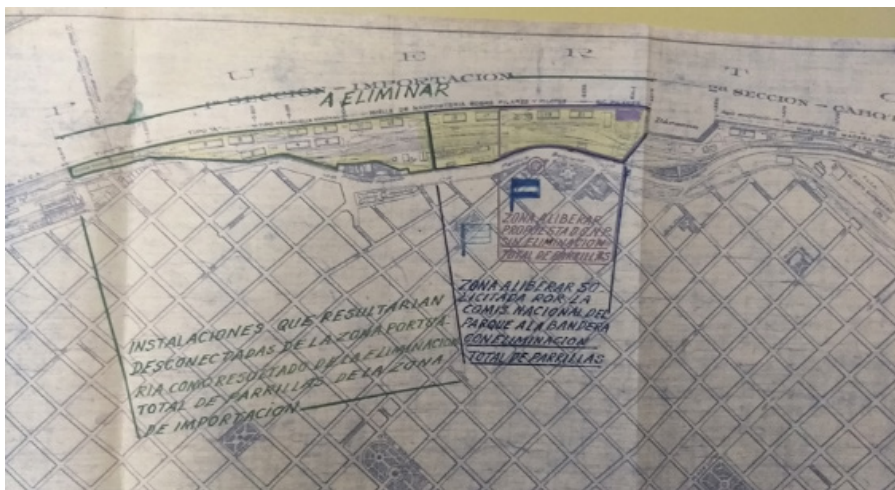 P U E R T
1ª SECCION - IMPORTACION
2ª SECCION - CABOT
A ELIMINAR
ZONA A LIBERAR
PROPUESTA D.G.N.P.
SIN ELIMINACION
TOTAL DE PARRILLAS
ZONA A LIBERAR SO
LICITADA POR LA
COMIS. NACIONAL DEL
PARQUE A LA BANDERA
CON ELIMINACION
TOTAL DE PARRILLAS
INSTALACIONES QUE RESULTARIAN
DESCONECTADAS DE LA ZONA PORTUA-
RIA COMO RESULTADO DE LA ELIMINACION
TOTAL DE PARRILLAS DE LA ZONA
DE IMPORTACION